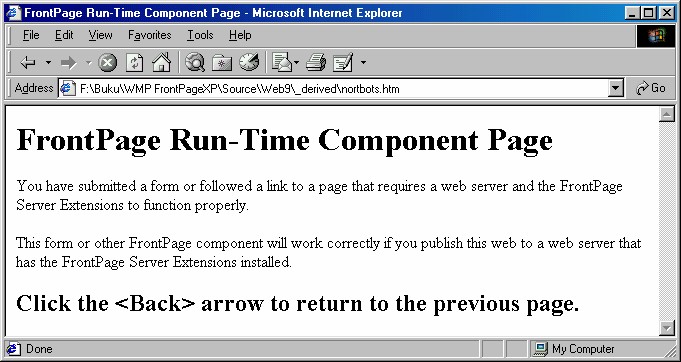 FrontPage Run-Time Component Page - Microsoft Internet Explorer
File Edit View Favorites Tools Help
Address F:\Buku\WMP FrontPageXP\Source\Web9\_derived\nortbots.htm Go
FrontPage Run-Time Component Page
You have submitted a form or followed a link to a page that requires a web server and the FrontPage
Server Extensions to function properly.
This form or other FrontPage component will work correctly if you publish this web to a web server that
has the FrontPage Server Extensions installed.
Click the <Back> arrow to return to the previous page.
Done My Computer